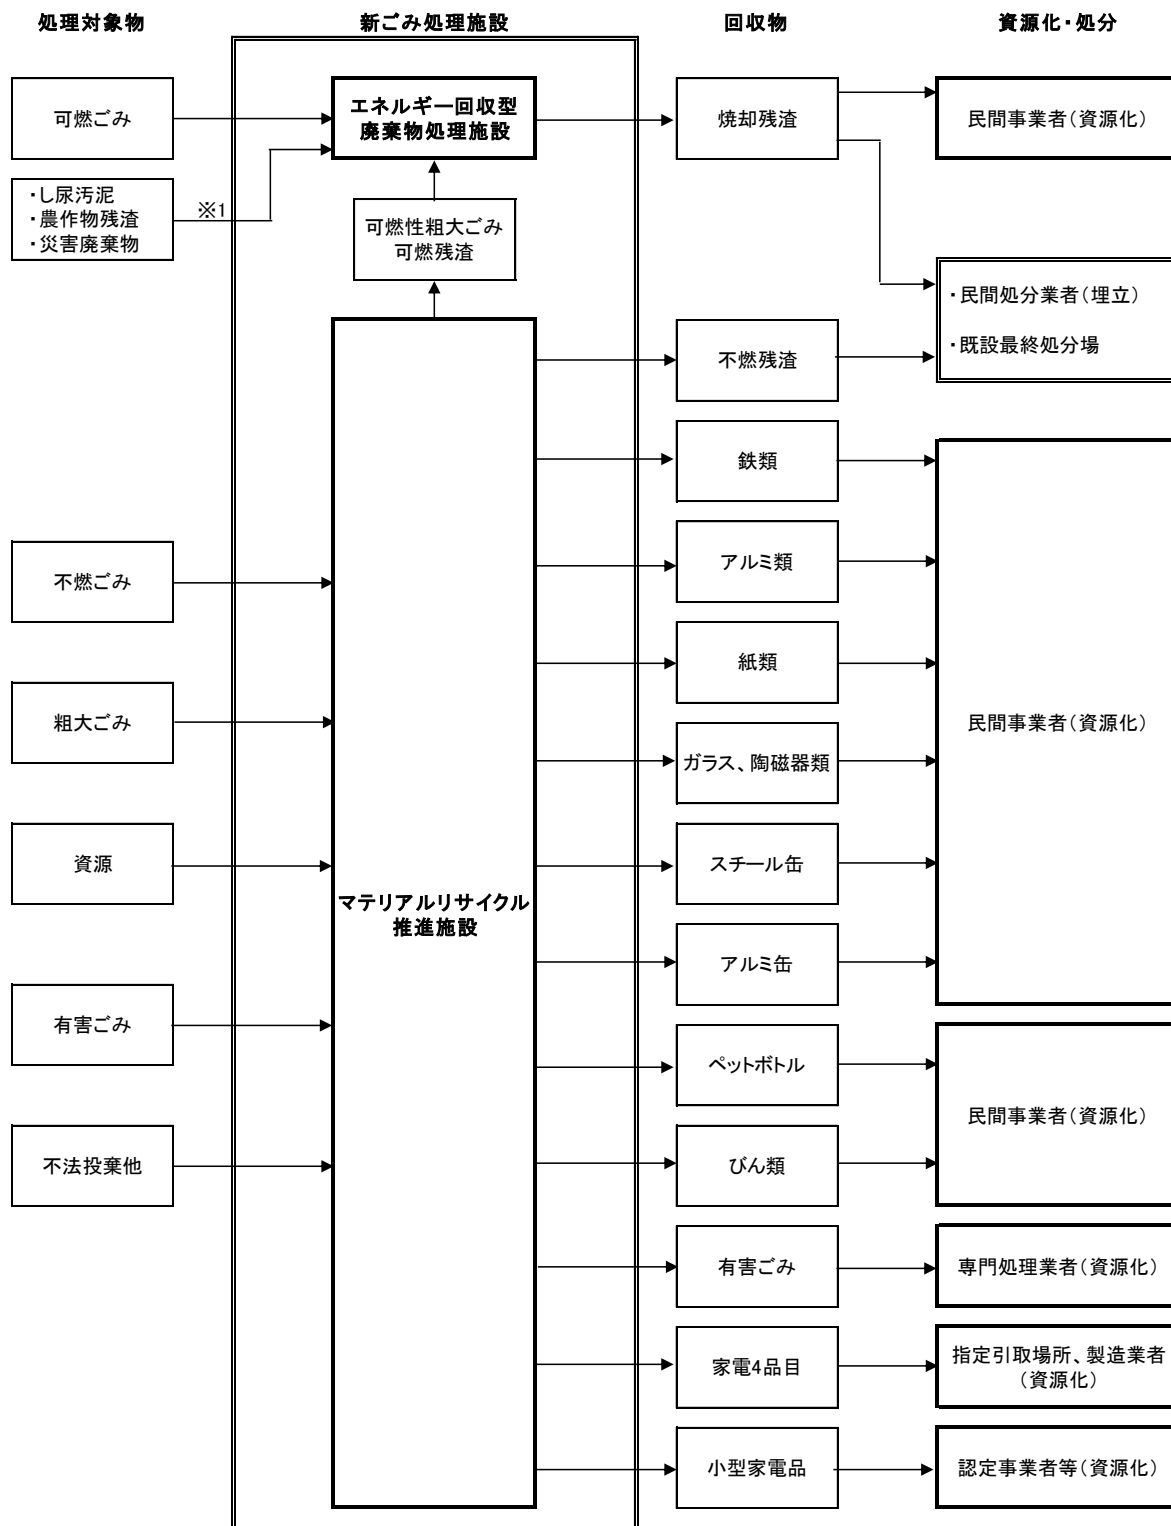 処理対象物
新ごみ処理施設
回収物
資源化・処分
可燃ごみ
エネルギー回収型
廃棄物処理施設
焼却残渣
民間事業者(資源化)
・し尿汚泥
・農作物残渣
・災害廃棄物
※1
可燃性粗大ごみ
可燃残渣
・民間処分業者(埋立)
・既設最終処分場
不燃残渣
鉄類
アルミ類
紙類
ガラス、陶磁器類
スチール缶
アルミ缶
民間事業者(資源化)
不燃ごみ
粗大ごみ
資源
有害ごみ
不法投棄他
マテリアルリサイクル
推進施設
ペットボトル
びん類
民間事業者(資源化)
有害ごみ
専門処理業者(資源化)
家電4品目
指定引取場所、製造業者
(資源化)
小型家電品
認定事業者等(資源化)